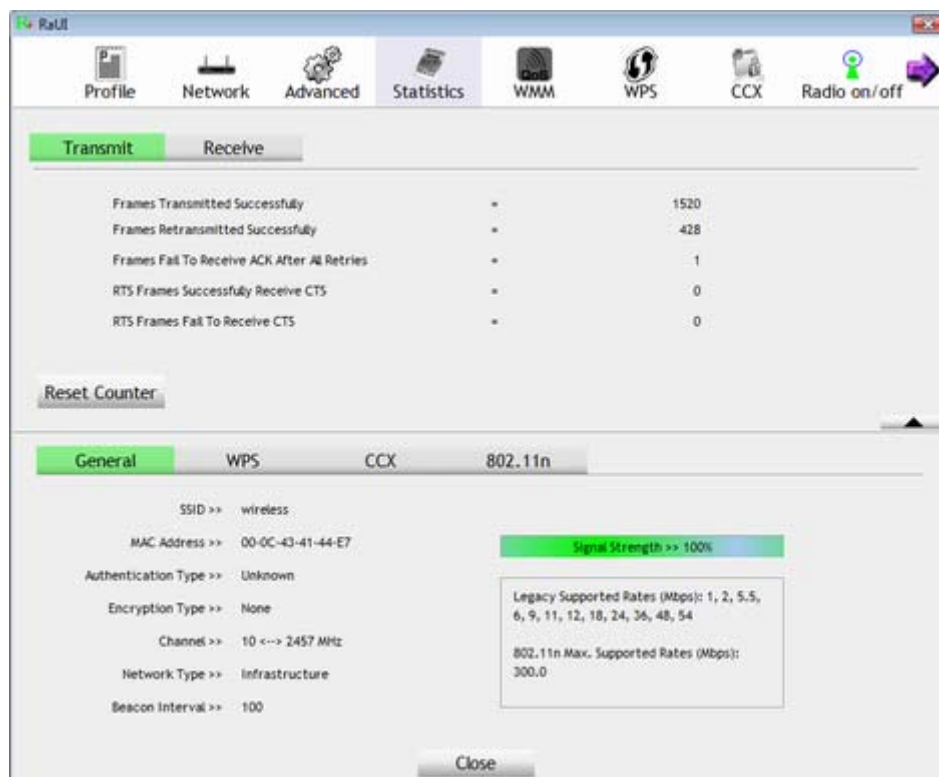 RaUI
Profile Network Advanced Statistics QoS WMM WPS CCX Radio on/off
Transmit Receive
Frames Transmitted Successfully = 1520
Frames Retransmitted Successfully = 428
Frames Fail To Receive ACK After All Retries = 1
RTS Frames Successfully Receive CTS = 0
RTS Frames Fail To Receive CTS = 0
Reset Counter
General WPS CCX 802.11n
SSID >> wireless
MAC Address >> 00-0C-43-41-44-E7
Authentication Type >> Unknown
Encryption Type >> None
Channel >> 10 <--> 2457 MHz
Network Type >> Infrastructure
Beacon Interval >> 100
Signal Strength >> 100%
Legacy Supported Rates (Mbps): 1, 2, 5.5,
6, 9, 11, 12, 18, 24, 36, 48, 54
802.11n Max. Supported Rates (Mbps):
300.0
Close